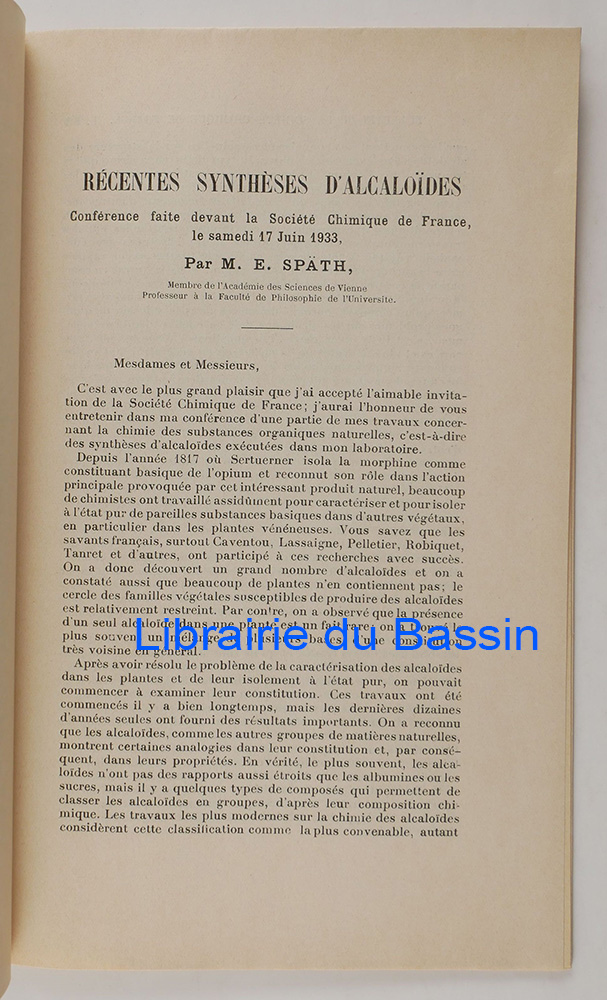 RÉCENTES SYNTHÈSES D'ALCALOÏDES
Conférence faite devant la Société Chimique de France,
le samedi 17 Juin 1933,
Par M. E. SPÄTH,
Membre de l'Académie des Sciences de Vienne
Professeur à la Faculté de Philosophie de l'Universite.
Mesdames et Messieurs,
C'est avec le plus grand plaisir que j'ai accepté l'aimable invita-
tion de la Société Chimique de France; j'aurai l'honneur de vous
entretenir dans ma conférence d'une partie de mes travaux concer-
nant la chimie des substances organiques naturelles, c'est-à-dire
des synthèses d'alcaloïdes exécutées dans mon laboratoire.
Depuis l'année 1817 où Sertuerner isola la morphine comme
constituant basique de l'opium et reconnut son rôle dans l'action
principale provoquée par cet intéressant produit naturel, beaucoup
de chimistes ont travaillé assidûment pour caractériser et pour isoler
à l'état pur de pareilles substances basiques dans d'autres végétaux,
en particulier dans les plantes vénéneuses. Vous savez que les
savants français, surtout Caventou, Lassaigne, Pelletier, Robiquet,
Tanret et d'autres, ont participé à ces recherches avec succès.
On a donc découvert un grand nombre d'alcaloïdes et on a
constaté aussi que beaucoup de plantes n'en contiennent pas; le
cercle des familles végétales susceptibles de produire des alcaloïdes
est relativement restreint. Par contre, on a observé que la présence
d'un seul alcaloïde dans une plante est un fait rare; on
plus souvent mélange plusieurs bases constitution
très voisine en général.
Librairie du Bassin
Après avoir résolu le problème de la caractérisation des alcaloïdes
dans les plantes et de leur isolement à l'état pur, on pouvait
commencer à examiner leur constitution. Ces travaux ont été
commencés il y a bien longtemps, mais les dernières dizaines
d'années seules ont fourni des résultats importants. On a reconnu
que les alcaloïdes, comme les autres groupes de matières naturelles,
montrent certaines analogies dans leur constitution et, par consé-
quent, dans leurs propriétés. En vérité, le plus souvent, les alca-
loïdes n'ont pas des rapports aussi étroits que les albumines ou les
sucres, mais il y a quelques types de composés qui permettent de
classer les alcaloïdes en groupes, d'après leur composition chi-
mique. Les travaux les plus modernes sur la chimie des alcaloïdes
considèrent cette classification comme la plus convenable, autant